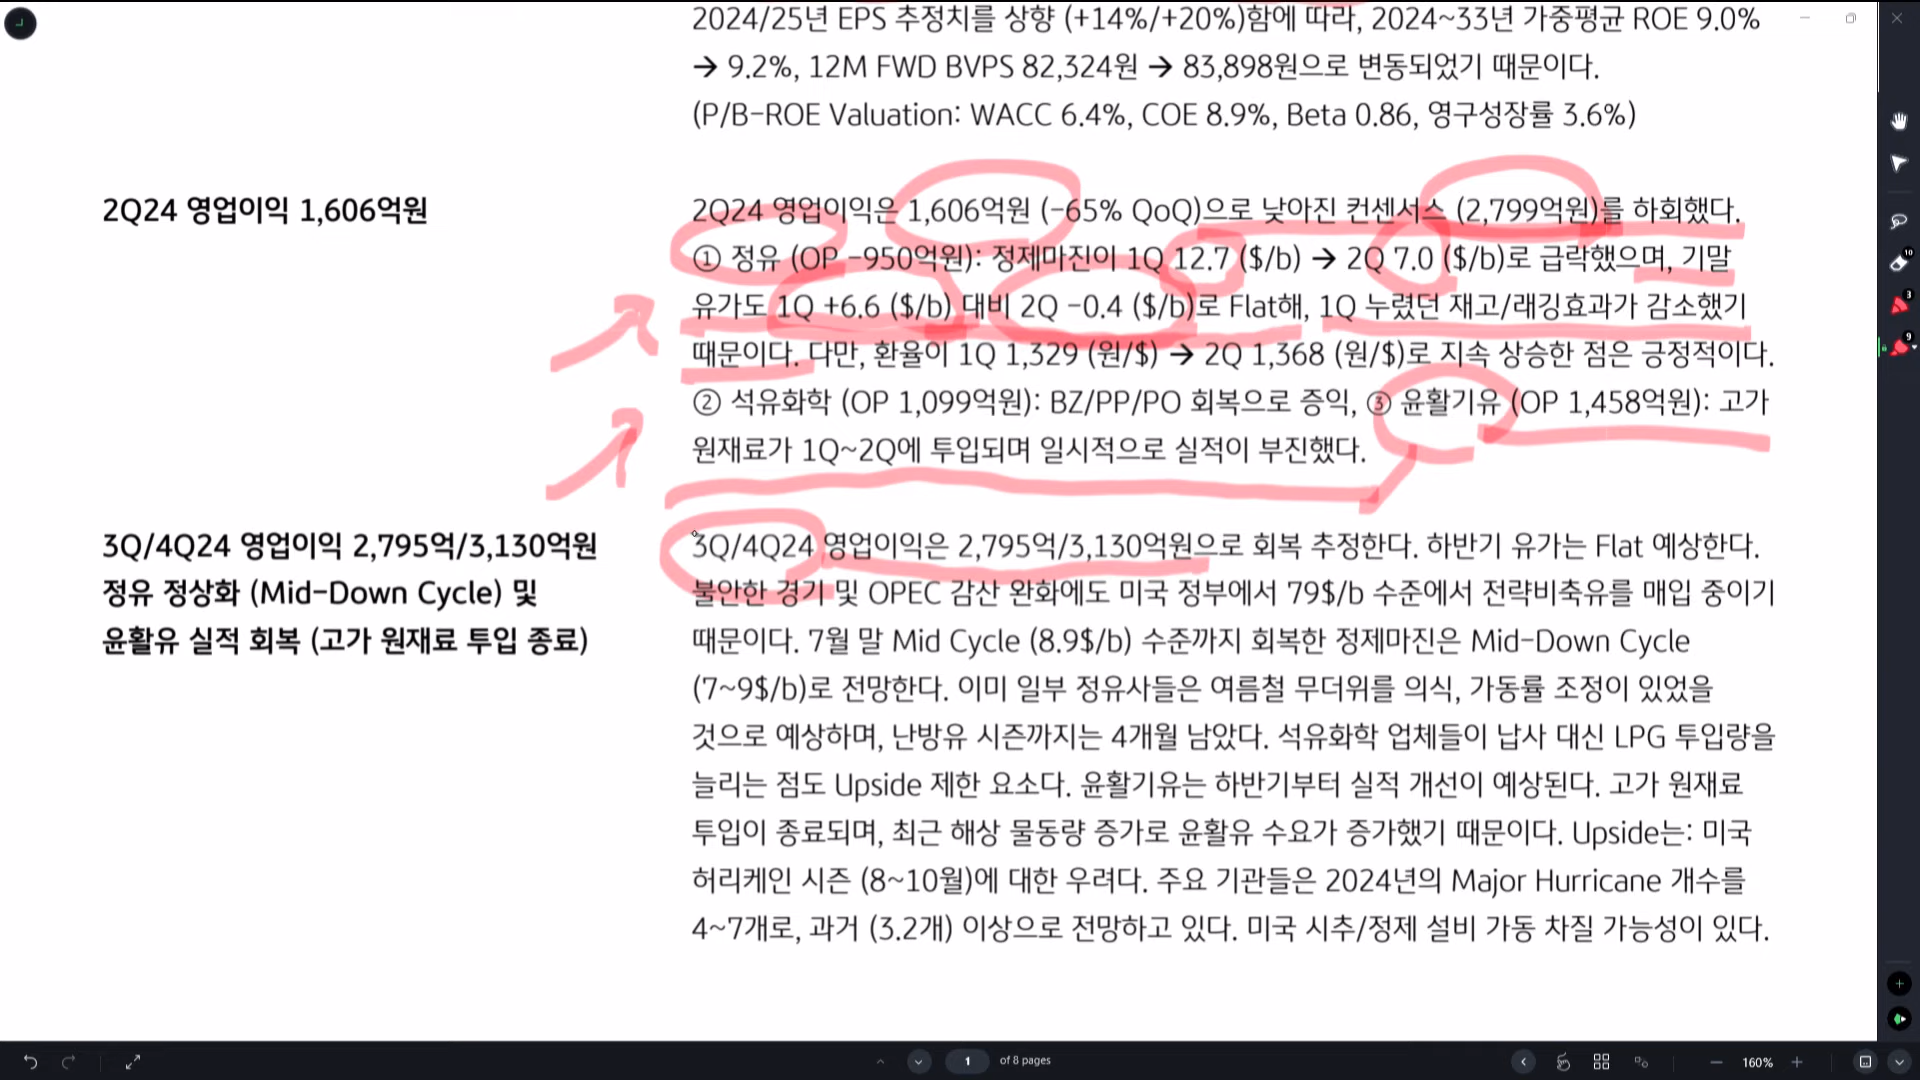 2024/25년 EPS 추정치를 상향 (+14%/+20%)함에 따라, 2024~33년 가중평균 ROE 9.0%
→ 9.2%, 12M FWD BVPS 82,324원 → 83,898원으로 변동되었기 때문이다.
(P/B-ROE Valuation: WACC 6.4%, COE 8.9%, Beta 0.86, 영구성장률 3.6%)
2Q24 영업이익 1,606억원
2Q24 영업이익은 1,606억원 (-65% QoQ)으로 낮아진 컨센서스 (2,799억원)를 하회했다.
① 정유 (OP -950억원): 정제마진이 1Q 12.7 ($/b) → 2Q 7.0 ($/b)로 급락했으며, 기말
유가도 1Q +6.6 ($/b) 대비 2Q -0.4 ($/b)로 Flat해, 1Q 누렸던 재고/래깅효과가 감소했기
때문이다. 다만, 환율이 1Q 1,329 (원/$) → 2Q 1,368 (원/$)로 지속 상승한 점은 긍정적이다.
② 석유화학 (OP 1,099억원): BZ/PP/PO 회복으로 증익, ③ 윤활기유 (OP 1,458억원): 고가
원재료가 1Q~2Q에 투입되며 일시적으로 실적이 부진했다.
3Q/4Q24 영업이익 2,795억/3,130억원
정유 정상화 (Mid-Down Cycle) 및
윤활유 실적 회복 (고가 원재료 투입 종료)
3Q/4Q24 영업이익은 2,795억/3,130억원으로 회복 추정한다. 하반기 유가는 Flat 예상한다.
불안한 경기 및 OPEC 감산 완화에도 미국 정부에서 79$/b 수준에서 전략비축유를 매입 중이기
때문이다. 7월 말 Mid Cycle (8.9$/b) 수준까지 회복한 정제마진은 Mid-Down Cycle
(7~9$/b)로 전망한다. 이미 일부 정유사들은 여름철 무더위를 의식, 가동률 조정이 있었을
것으로 예상하며, 난방유 시즌까지는 4개월 남았다. 석유화학 업체들이 납사 대신 LPG 투입량을
늘리는 점도 Upside 제한 요소다. 윤활기유는 하반기부터 실적 개선이 예상된다. 고가 원재료
투입이 종료되며, 최근 해상 물동량 증가로 윤활유 수요가 증가했기 때문이다. Upside는: 미국
허리케인 시즌 (8~10월)에 대한 우려다. 주요 기관들은 2024년의 Major Hurricane 개수를
4~7개로, 과거 (3.2개) 이상으로 전망하고 있다. 미국 시추/정제 설비 가동 차질 가능성이 있다.
10
3
9
1 of 8 pages
160%